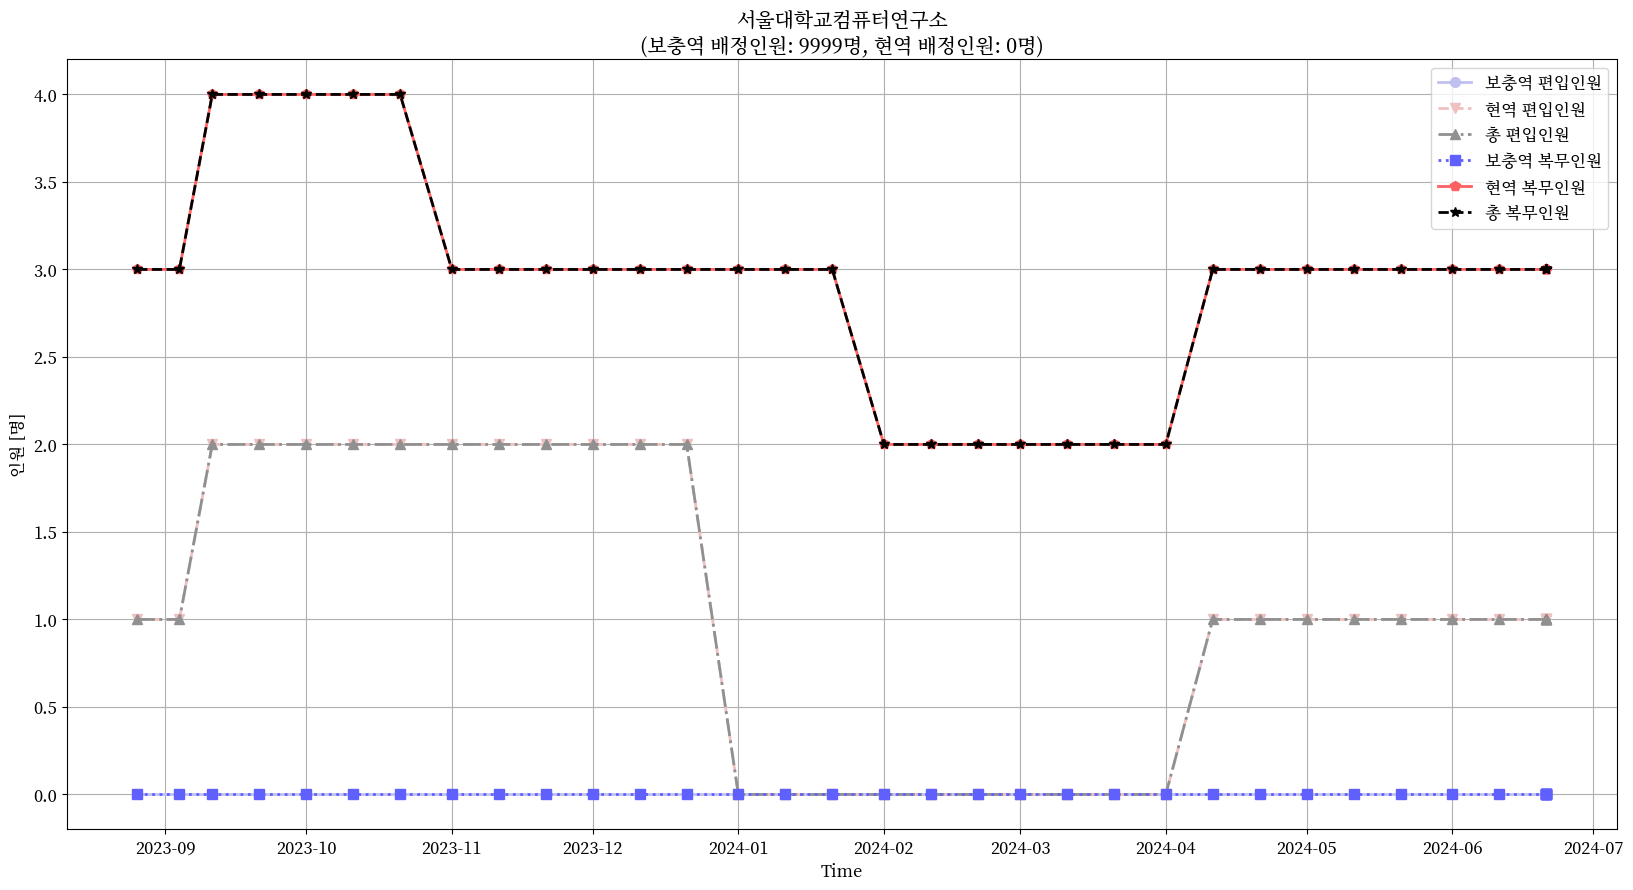 서울대학교컴퓨터연구소
(보충역 배정인원: 9999명, 현역 배정인원: 0명)
보충역 편입인원
현역 편입인원
총 편입인원
보충역 복무인원
현역 복무인원
총 복무인원
4.0
3.5
3.0
2.5
2.0
1.5
1.0
0.5
0.0
인원 [명]
2023-09
2023-10
2023-11
2023-12
2024-01
2024-02
2024-03
2024-04
2024-05
2024-06
2024-07
Time